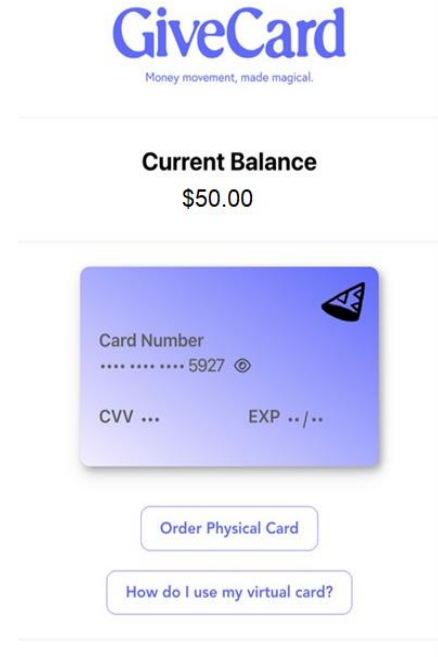 GiveCard
Money movement, made magical.
Current Balance
$50.00
Card Number
•••• •••• •••• 5927
CVV •••
EXP ••/••
Order Physical Card
How do I use my virtual card?